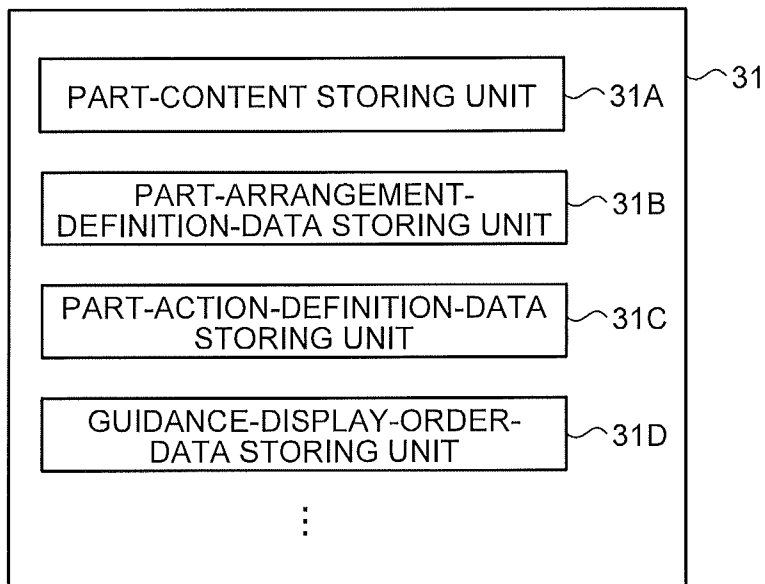 31
PART-CONTENT STORING UNIT
31A
PART-ARRANGEMENT-
DEFINITION-DATA STORING UNIT
31B
PART-ACTION-DEFINITION-DATA
STORING UNIT
31C
GUIDANCE-DISPLAY-ORDER-
DATA STORING UNIT
31D